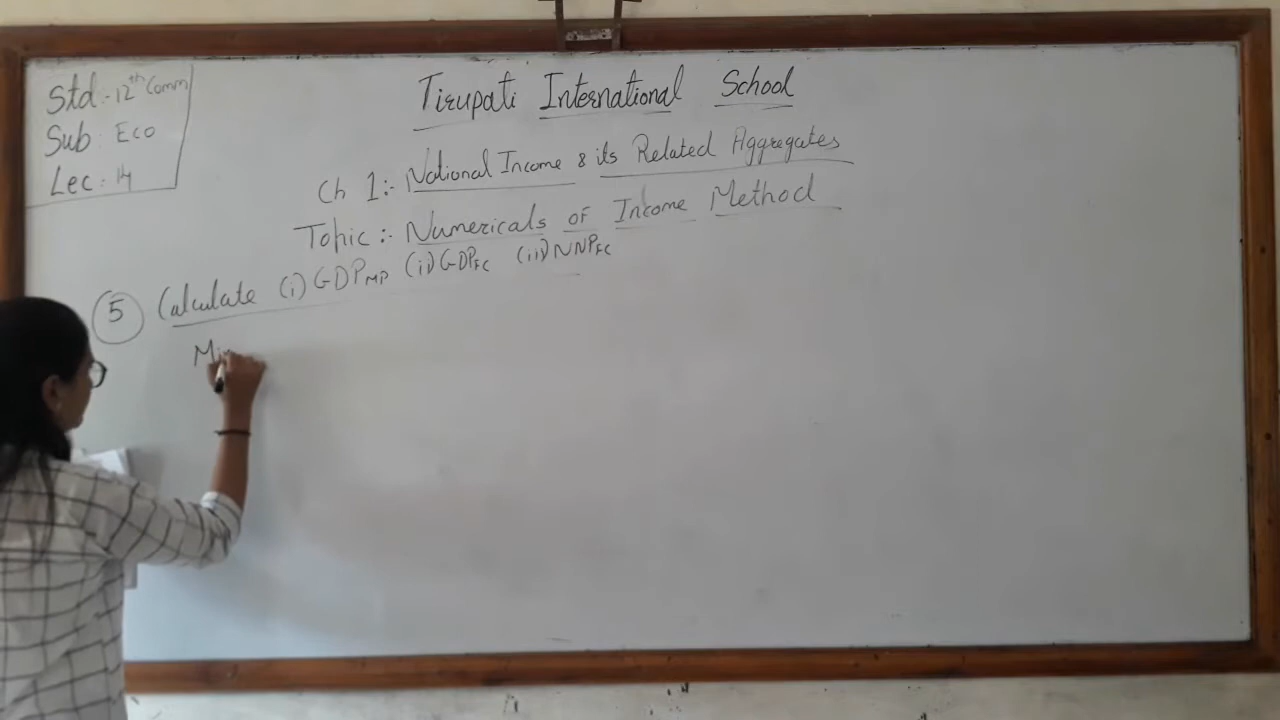 Std:- 12th Comm
Sub: Eco
Lec: 14
Tirupati International School
Ch 1:- National Income & its Related Aggregates
Topic:- Numericals of Income Method
5 Calculate (i) GDPMP (ii) GDPFC (iii) NNPFC